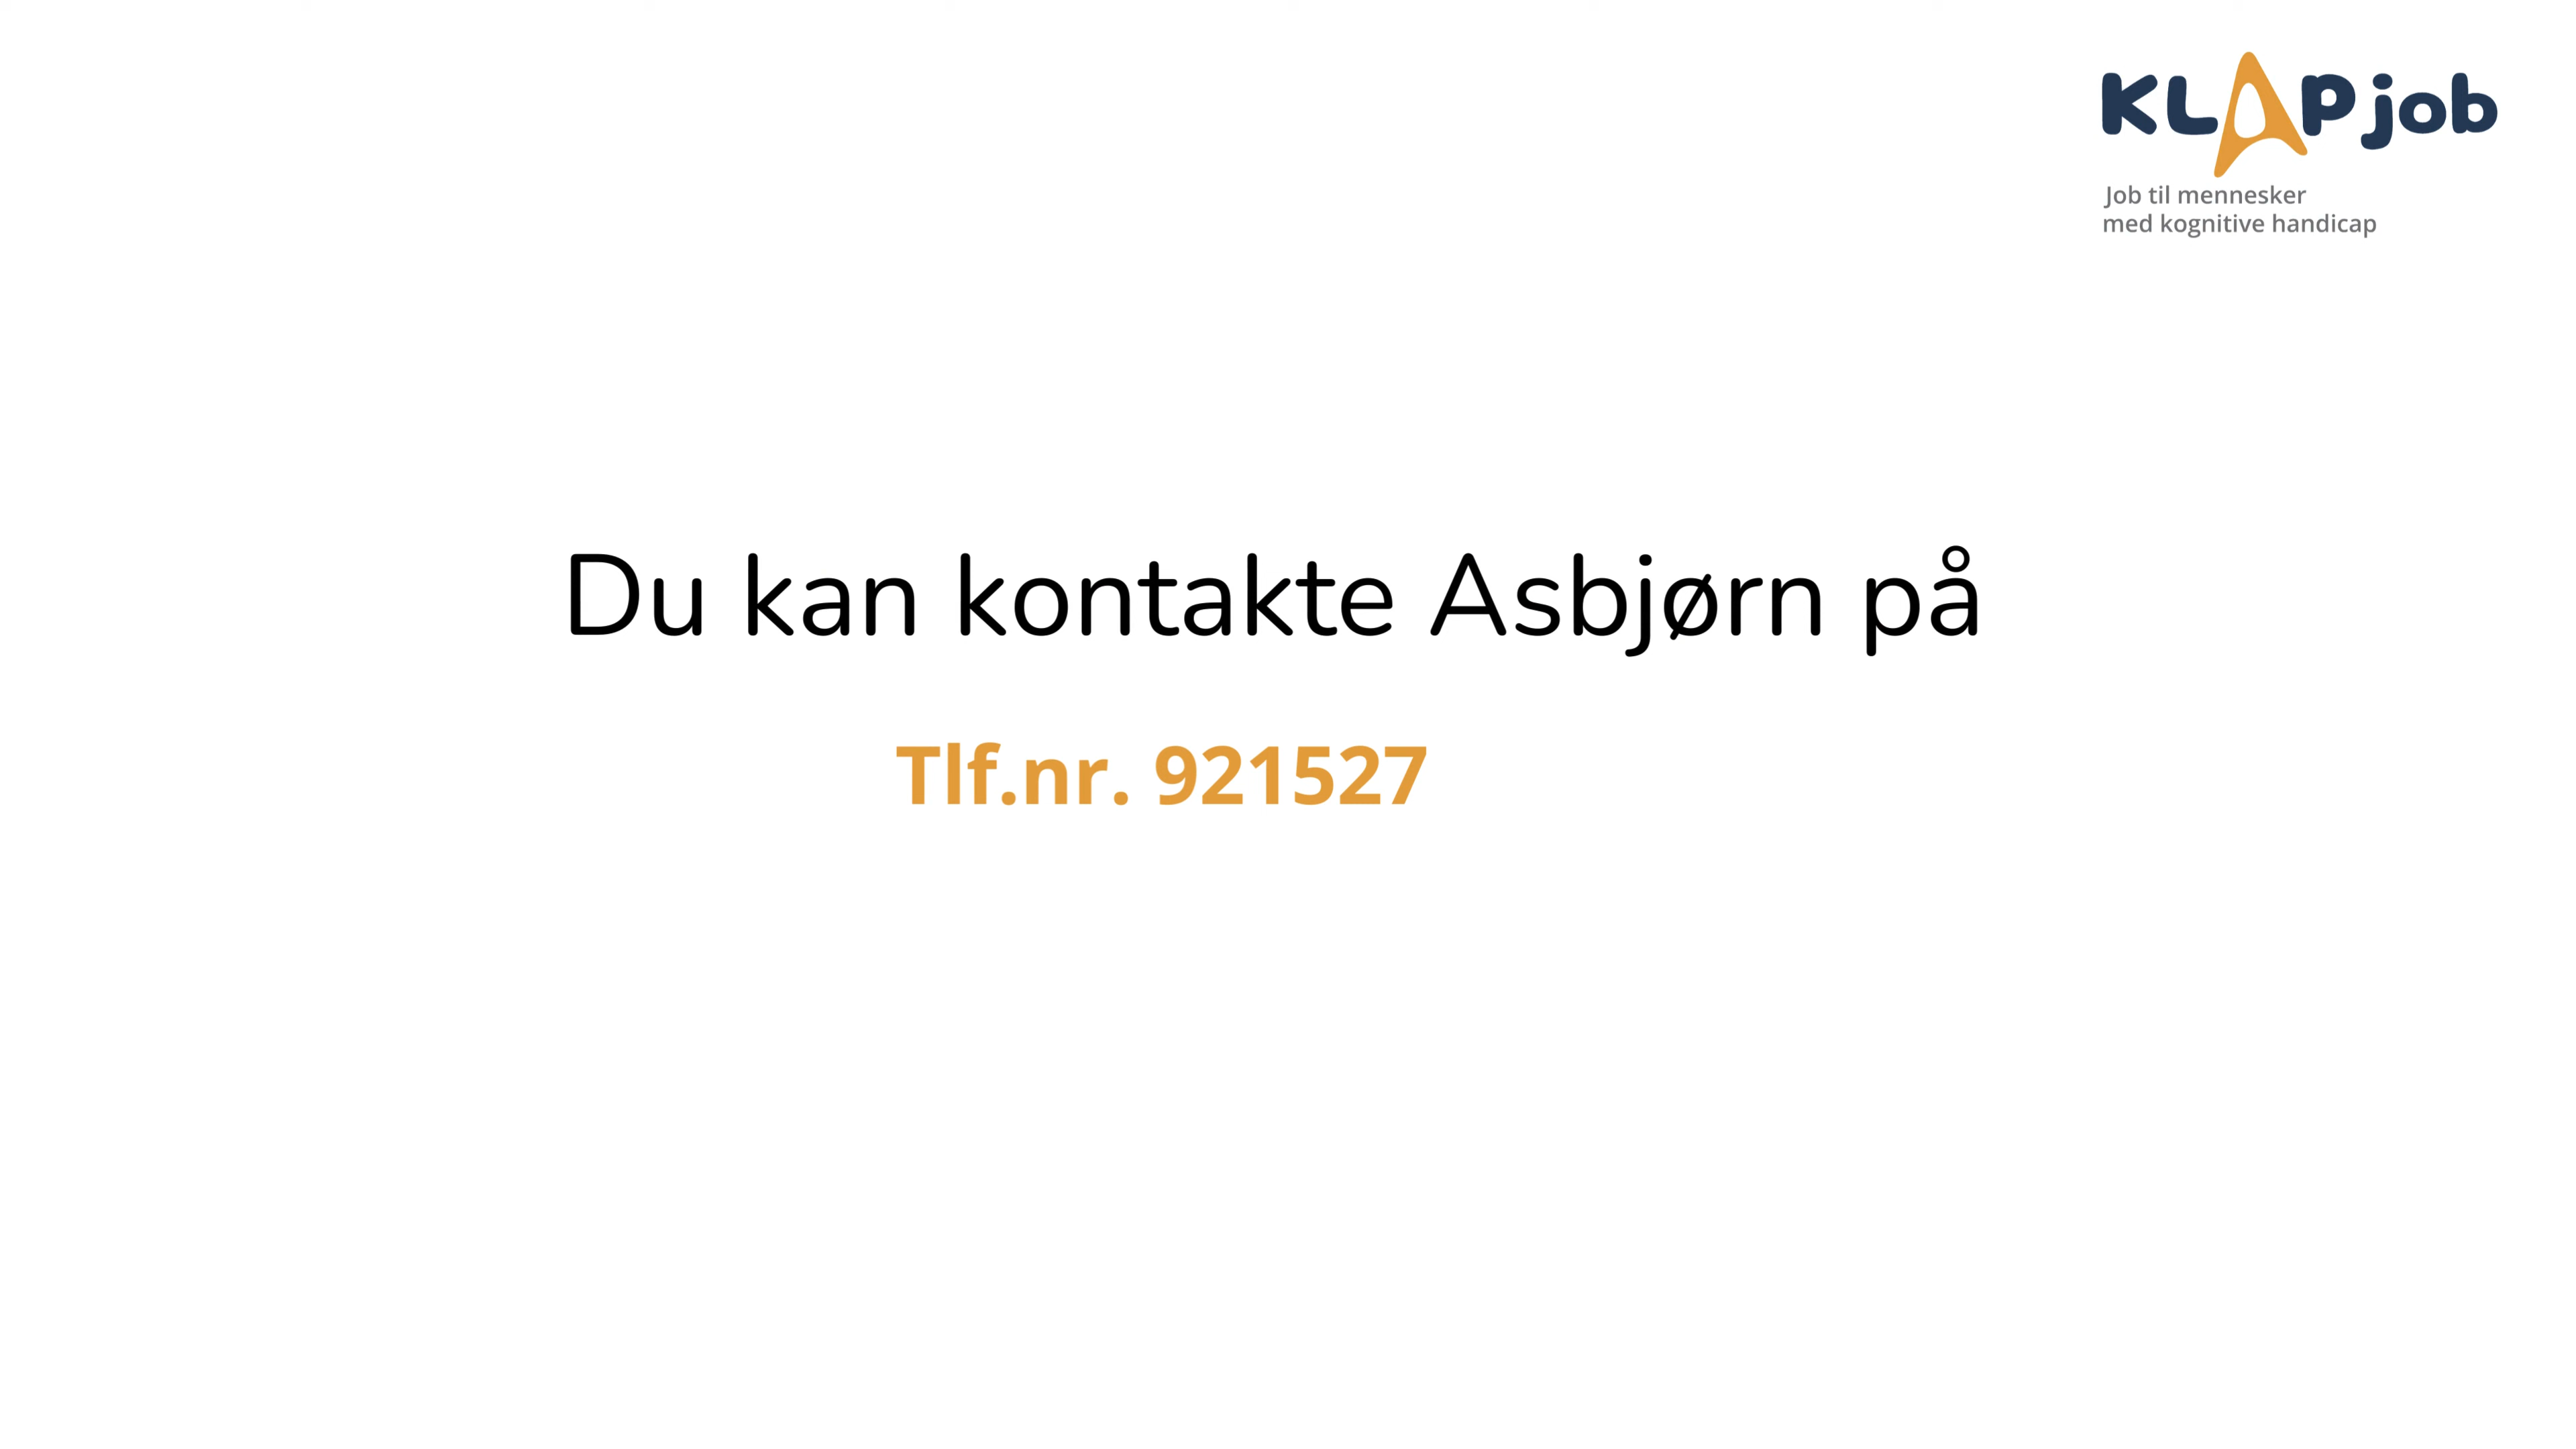 KLAPjob
Job til mennesker
med kognitive handicap
Du kan kontakte Asbjørn på
Tlf.nr. 921527